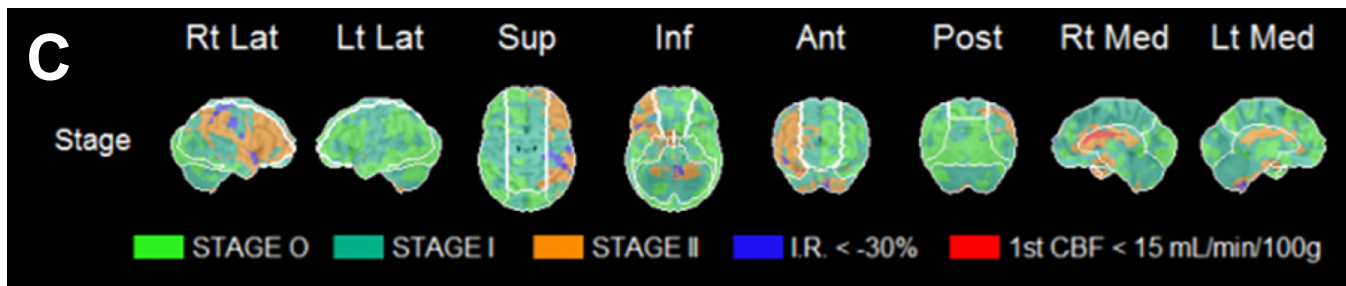 C
Rt Lat Lt Lat Sup Inf Ant Post Rt Med Lt Med
Stage
STAGE O STAGE I STAGE II I.R. < -30% 1st CBF < 15 mL/min/100g